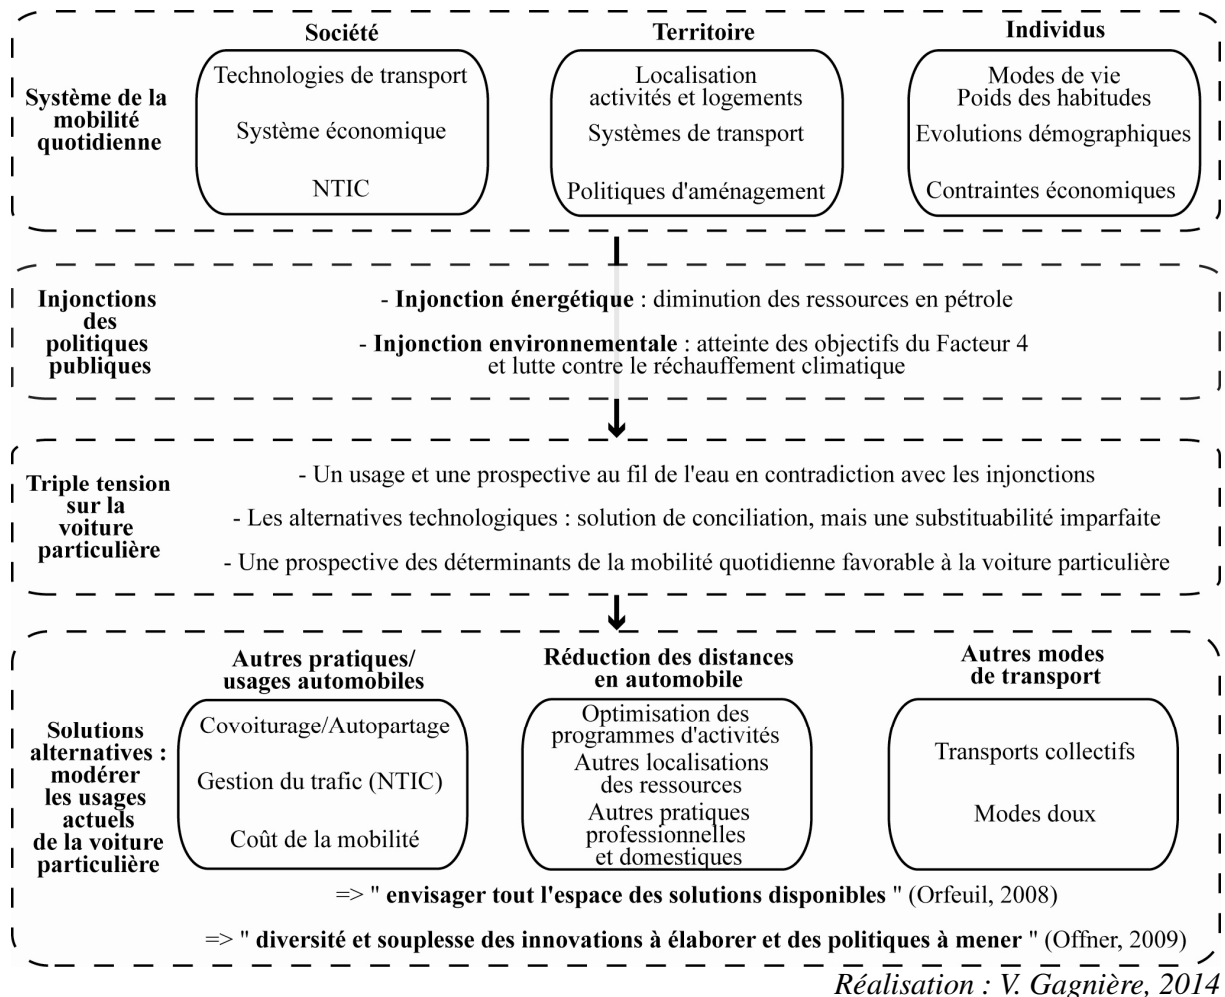 Société
Territoire
Individus
Système de la
mobilité
quotidienne
Technologies de transport
Système économique
NTIC
Localisation
activités et logements
Systèmes de transport
Politiques d'aménagement
Modes de vie
Poids des habitudes
Evolutions démographiques
Contraintes économiques
Injonctions
des
politiques
publiques
- Injonction énergétique : diminution des ressources en pétrole
- Injonction environnementale : atteinte des objectifs du Facteur 4
et lutte contre le réchauffement climatique
Triple tension
sur la
voiture
particulière
- Un usage et une prospective au fil de l'eau en contradiction avec les injonctions
- Les alternatives technologiques : solution de conciliation, mais une substituabilité imparfaite
- Une prospective des déterminants de la mobilité quotidienne favorable à la voiture particulière
Solutions
alternatives :
modérer
les usages
actuels
de la voiture
particulière
Autres pratiques/
usages automobiles
Covoiturage/Autopartage
Gestion du trafic (NTIC)
Coût de la mobilité
Réduction des distances
en automobile
Optimisation des
programmes d'activités
Autres localisations
des ressources
Autres pratiques
professionnelles
et domestiques
Autres modes
de transport
Transports collectifs
Modes doux
=> " envisager tout l'espace des solutions disponibles " (Orfeuil, 2008)
=> " diversité et souplesse des innovations à élaborer et des politiques à mener " (Offner, 2009)
Réalisation : V. Gagnière, 2014